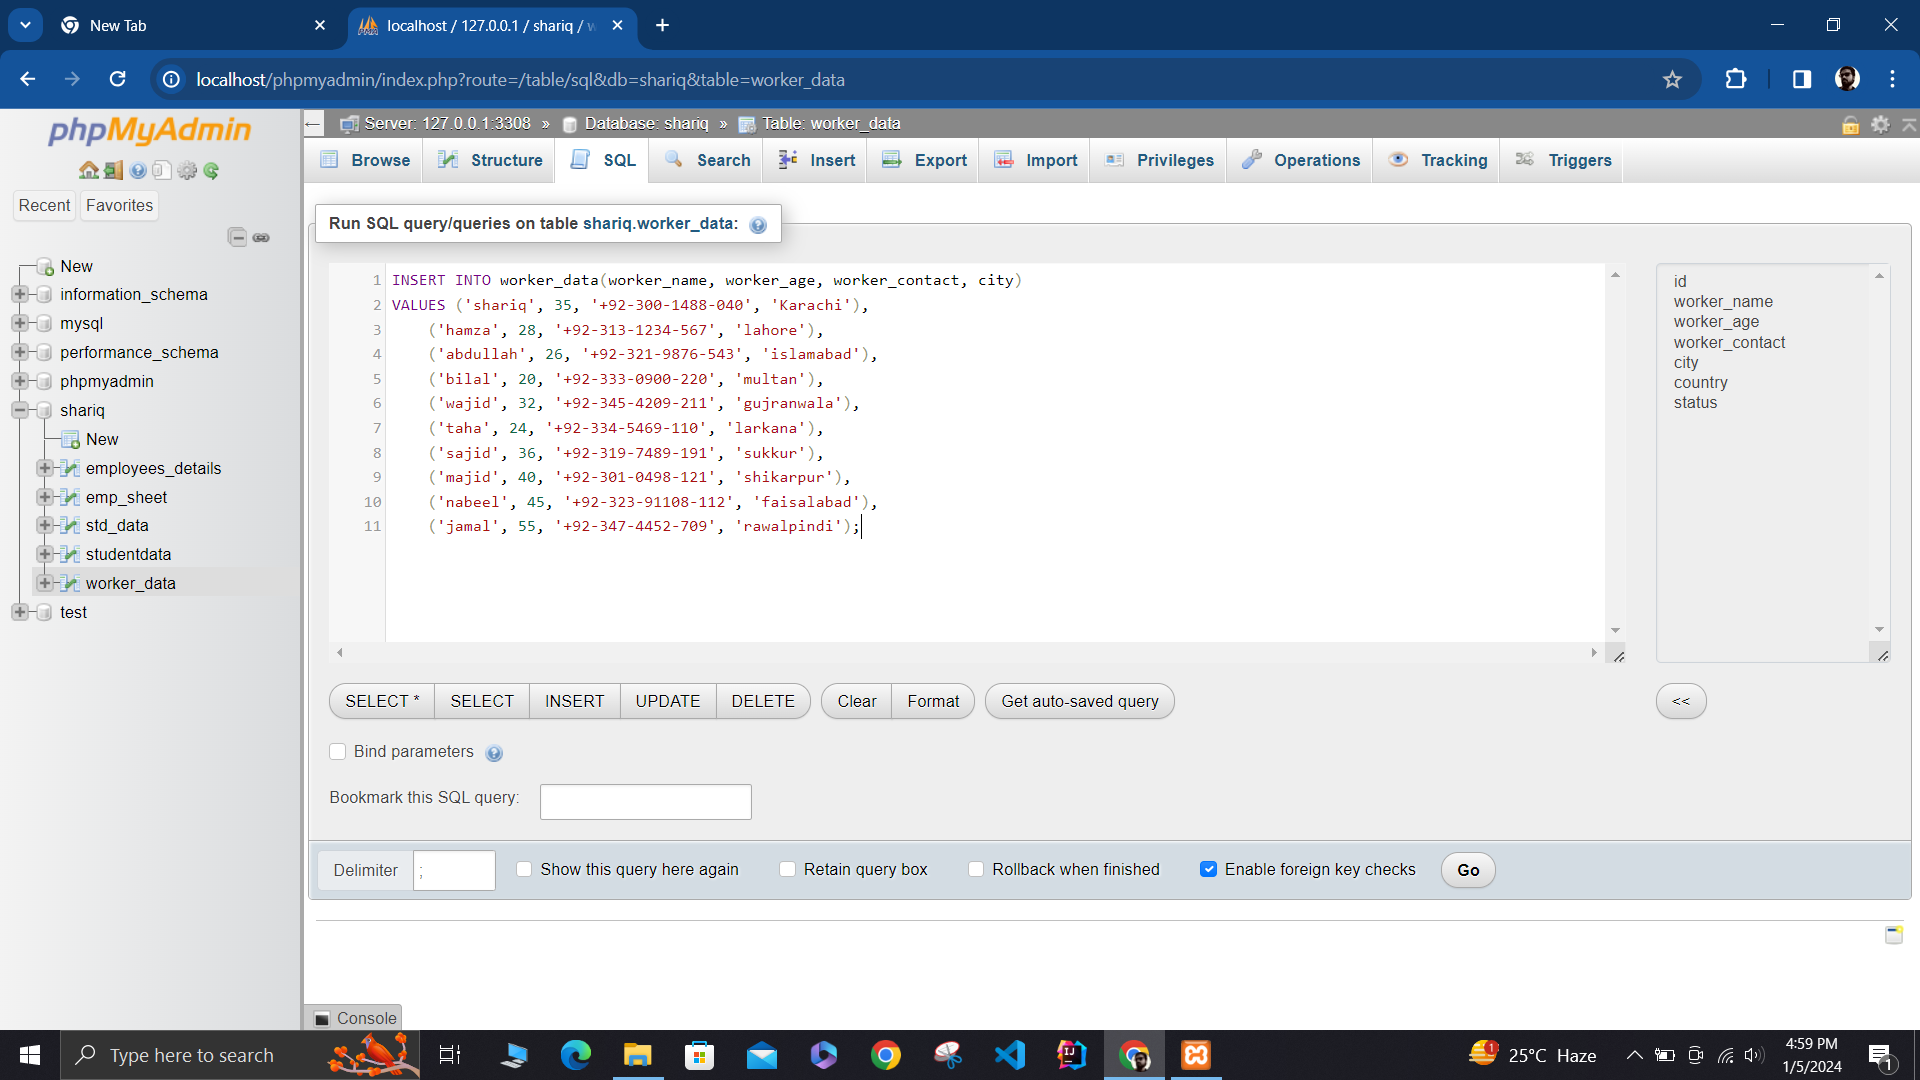 New Tab
localhost / 127.0.0.1 / shariq / w
localhost/phpmyadmin/index.php?route=/table/sql&db=shariq&table=worker_data
phpMyAdmin
Recent
Favorites
New
information_schema
mysql
performance_schema
phpmyadmin
shariq
New
employees_details
emp_sheet
std_data
studentdata
worker_data
test
Server: 127.0.0.1:3308 » Database: shariq » Table: worker_data
Browse
Structure
SQL
Search
Insert
Export
Import
Privileges
Operations
Tracking
Triggers
Run SQL query/queries on table shariq.worker_data:
1 INSERT INTO worker_data(worker_name, worker_age, worker_contact, city)
2 VALUES ('shariq', 35, '+92-300-1488-040', 'Karachi'),
3 ('hamza', 28, '+92-313-1234-567', 'lahore'),
4 ('abdullah', 26, '+92-321-9876-543', 'islamabad'),
5 ('bilal', 20, '+92-333-0900-220', 'multan'),
6 ('wajid', 32, '+92-345-4209-211', 'gujranwala'),
7 ('taha', 24, '+92-334-5469-110', 'larkana'),
8 ('sajid', 36, '+92-319-7489-191', 'sukkur'),
9 ('majid', 40, '+92-301-0498-121', 'shikarpur'),
10 ('nabeel', 45, '+92-323-91108-112', 'faisalabad'),
11 ('jamal', 55, '+92-347-4452-709', 'rawalpindi');
id
worker_name
worker_age
worker_contact
city
country
status
SELECT *
SELECT
INSERT
UPDATE
DELETE
Clear
Format
Get auto-saved query
<<
Bind parameters
Bookmark this SQL query:
Delimiter
;
Show this query here again
Retain query box
Rollback when finished
Enable foreign key checks
Go
Console
Type here to search
1
25°C Haze
4:59 PM
1/5/2024
1